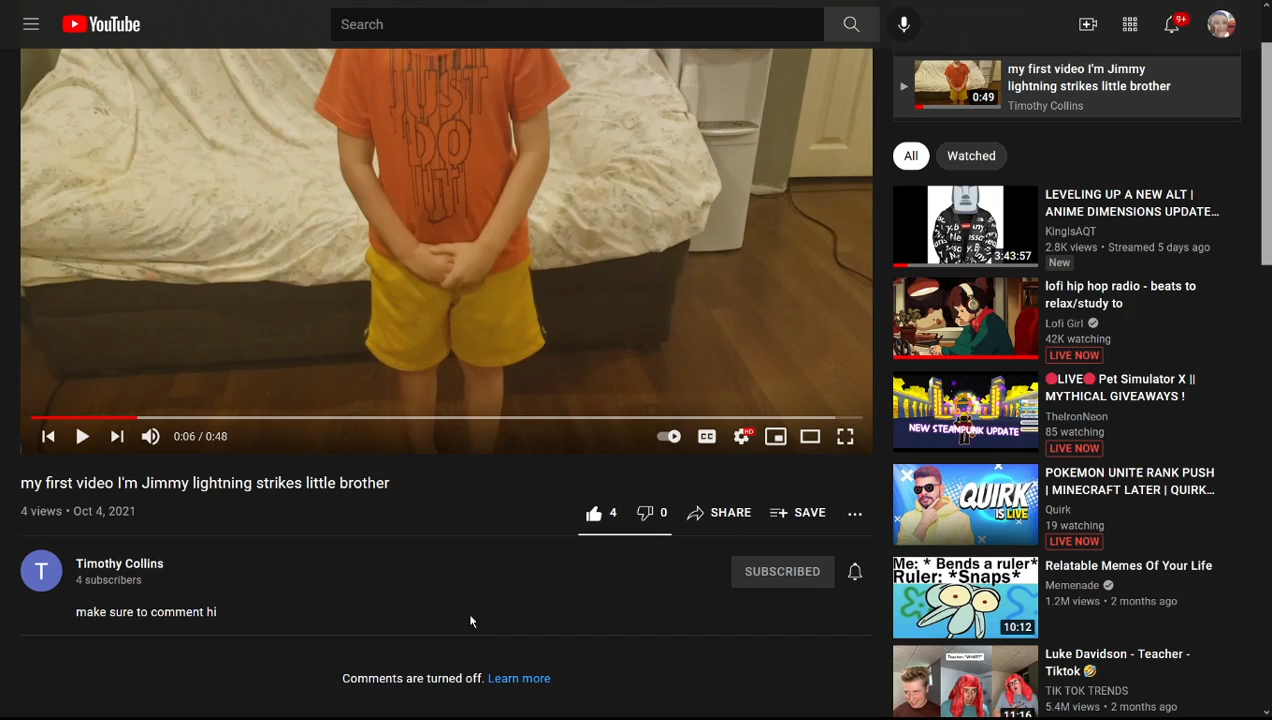 YouTube
Search
9+
JUST
DO
IT
0:06 / 0:48
CC
HD
my first video I'm Jimmy lightning strikes little brother
4 views • Oct 4, 2021
4
0
SHARE
SAVE
T
Timothy Collins
4 subscribers
SUBSCRIBED
make sure to comment hi
Comments are turned off. Learn more
0:49
my first video I'm Jimmy
lightning strikes little brother
Timothy Collins
All
Watched
3:43:57
LEVELING UP A NEW ALT |
ANIME DIMENSIONS UPDATE...
KingIsAQT
2.8K views • Streamed 5 days ago
New
lofi hip hop radio - beats to
relax/study to
Lofi Girl
42K watching
LIVE NOW
NEW STEAMPUNK UPDATE
🔴LIVE🔴 Pet Simulator X ||
MYTHICAL GIVEAWAYS !
TheIronNeon
85 watching
LIVE NOW
QUIRK
IS LIVE
POKEMON UNITE RANK PUSH
| MINECRAFT LATER | QUIRK...
Quirk
19 watching
LIVE NOW
Me: * Bends a ruler*
Ruler: *Snaps*
10:12
Relatable Memes Of Your Life
Memenade
1.2M views • 2 months ago
11:16
Luke Davidson - Teacher -
Tiktok 🤣
TIK TOK TRENDS
5.4M views • 2 months ago